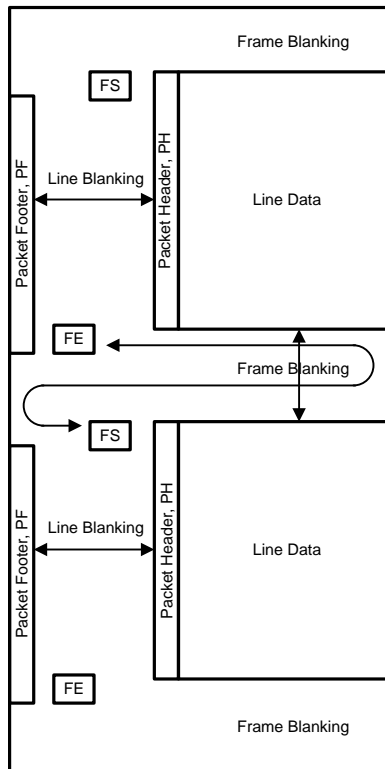 Frame Blanking
FS
Packet Footer, PF
Line Blanking
Packet Header, PH
Line Data
FE
Frame Blanking
FS
Packet Footer, PF
Line Blanking
Packet Header, PH
Line Data
FE
Frame Blanking